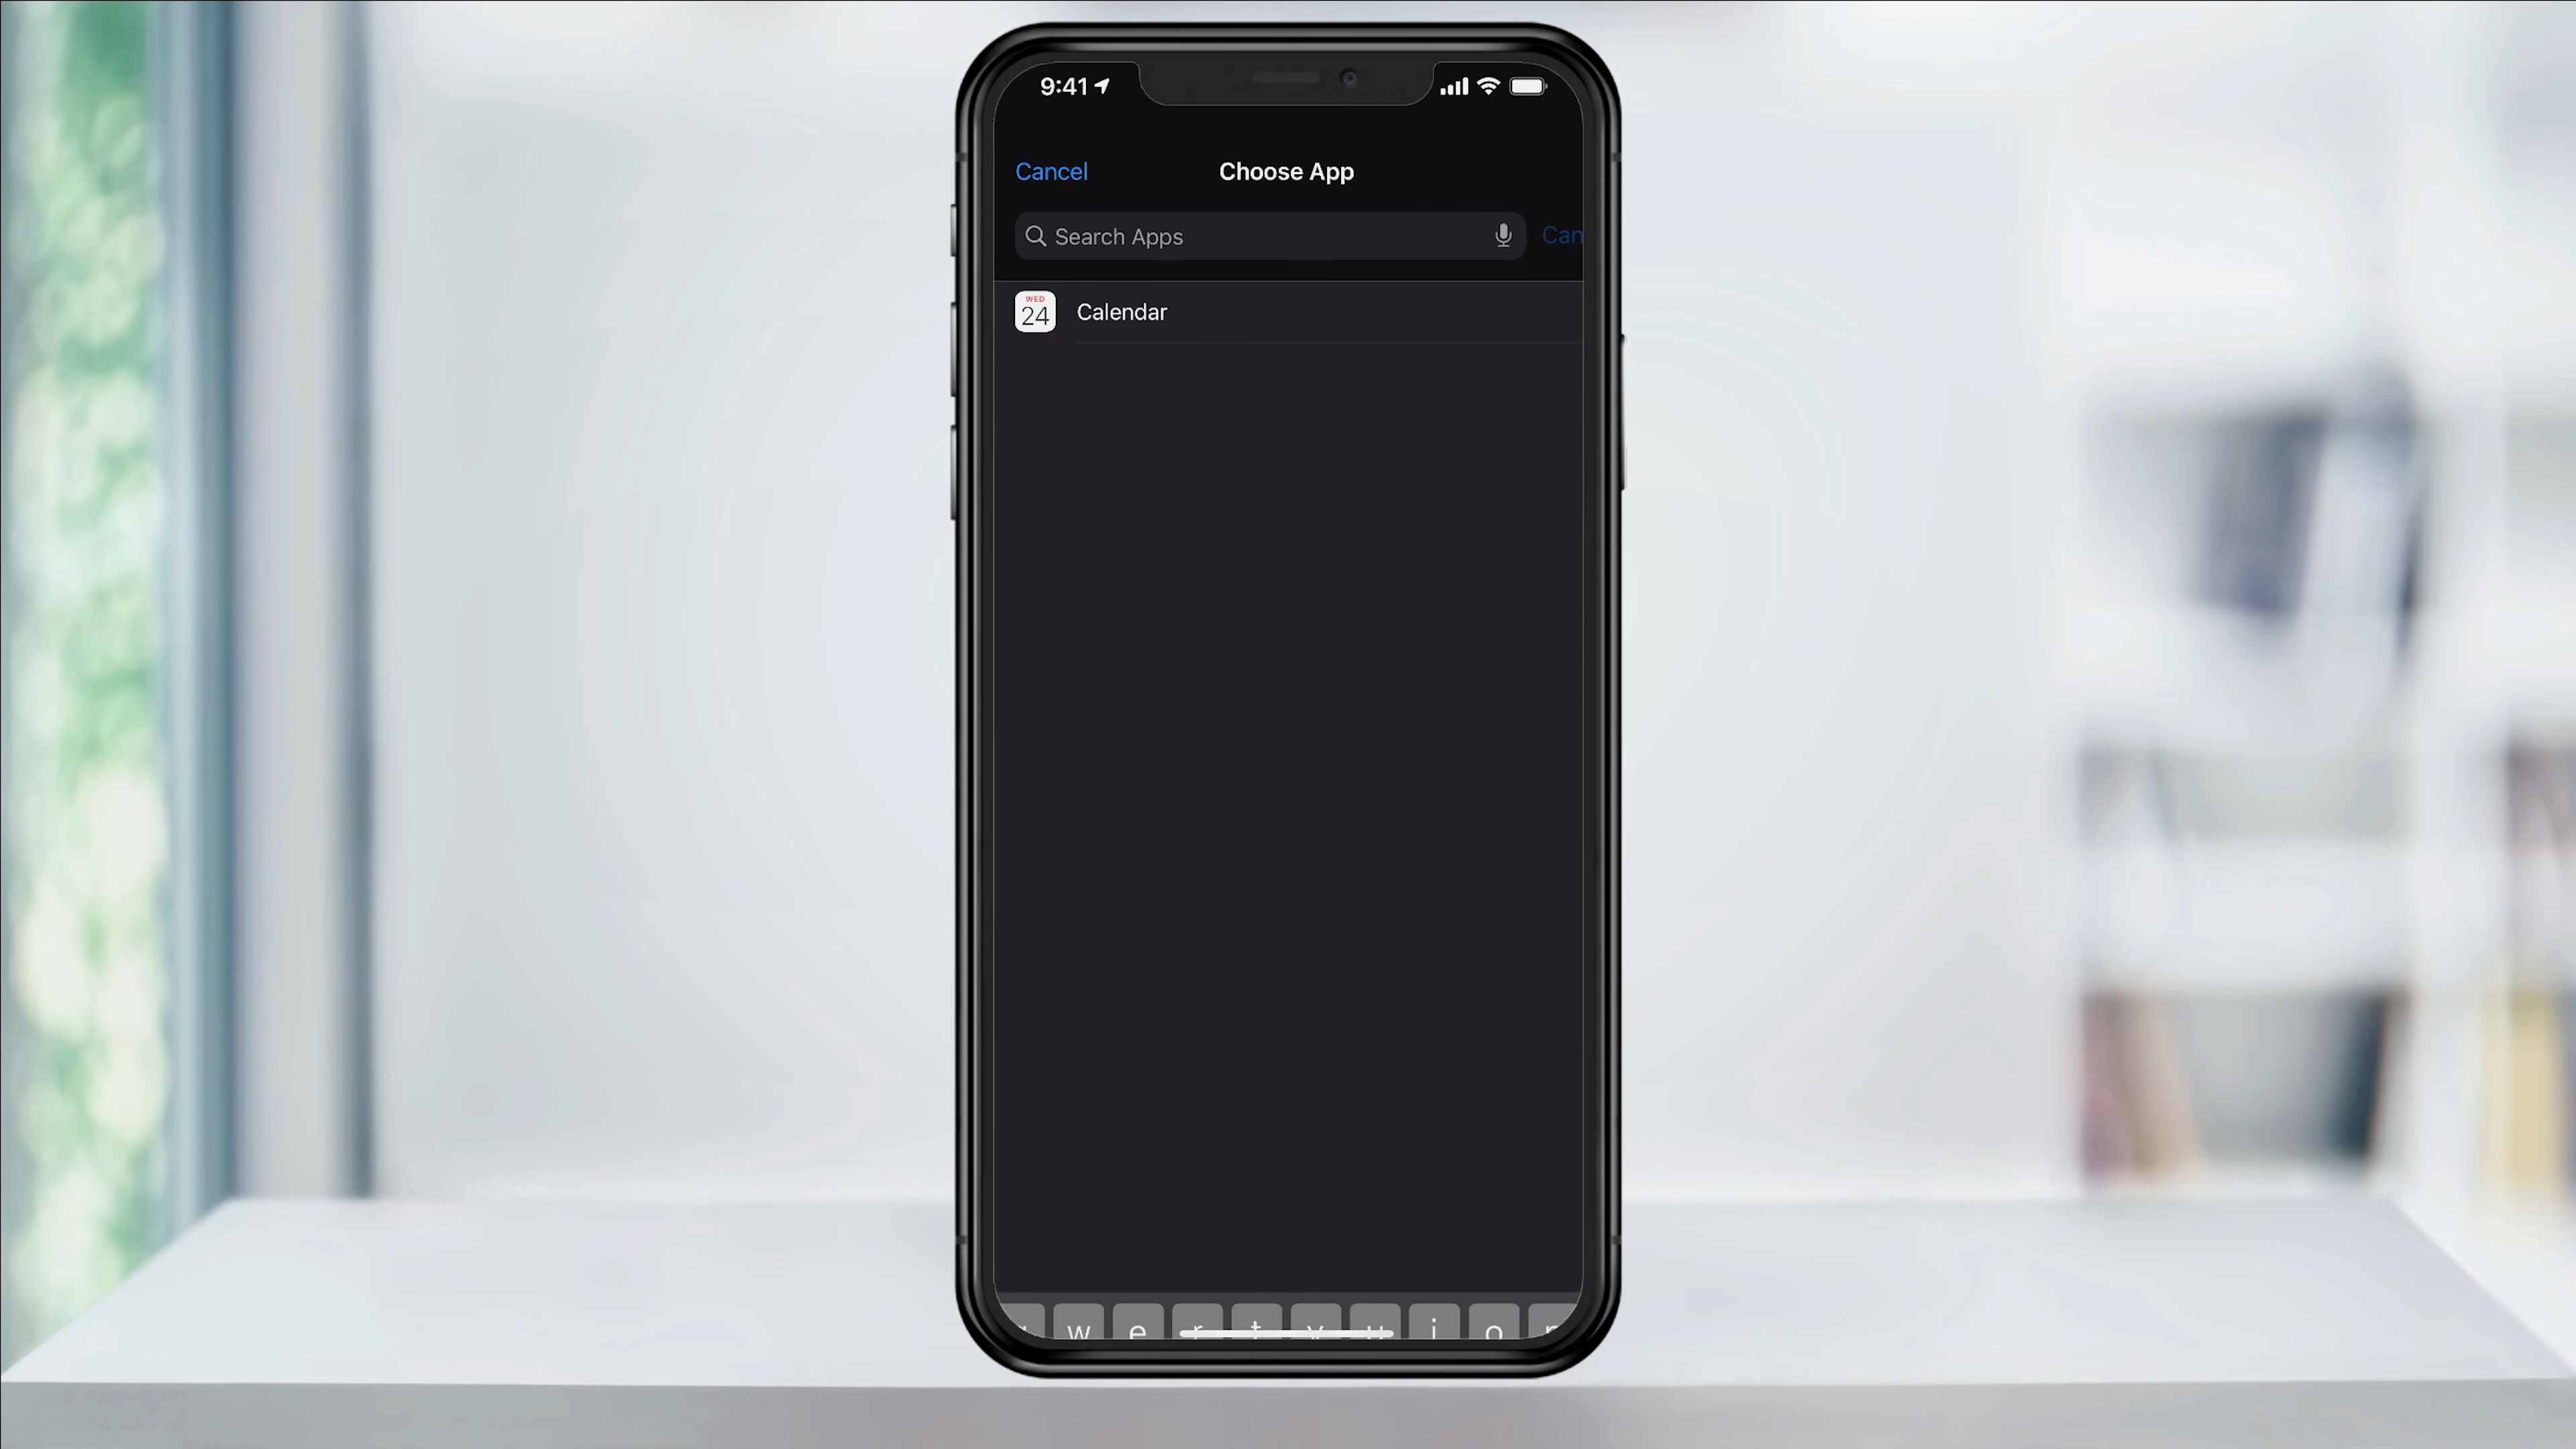 9:41
Cancel
Choose App
Search Apps
Can
WED
24
Calendar
w e r t y u i o